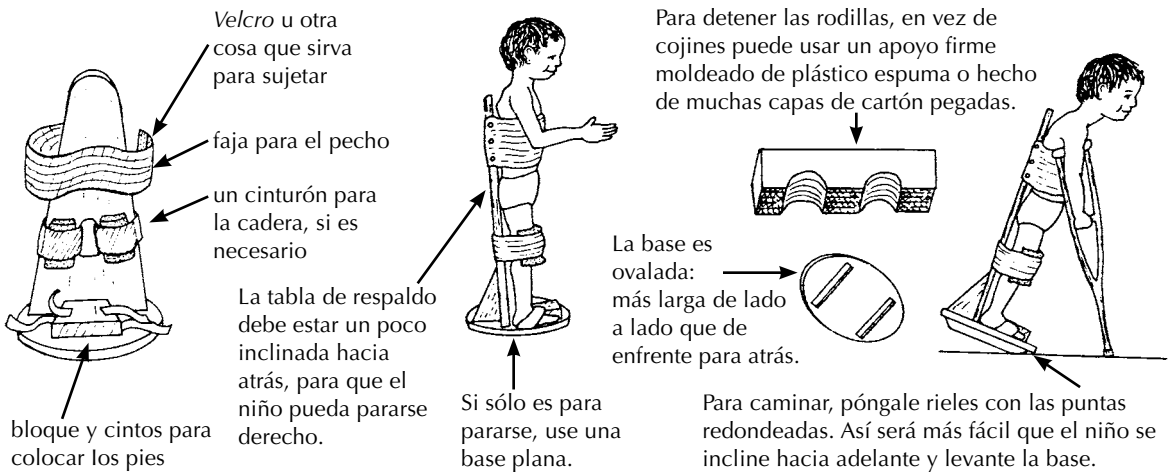 Velcro u otra
cosa que sirva
para sujetar
faja para el pecho
un cinturón para
la cadera, si es
necesario
bloque y cintos para
colocar los pies
La tabla de respaldo
debe estar un poco
inclinada hacia
atrás, para que el
niño pueda pararse
derecho.
Si sólo es para
pararse, use una
base plana.
Para detener las rodillas, en vez de
cojines puede usar un apoyo firme
moldeado de plástico espuma o hecho
de muchas capas de cartón pegadas.
La base es
ovalada:
más larga de lado
a lado que de
enfrente para atrás.
Para caminar, póngale rieles con las puntas
redondeadas. Así será más fácil que el niño se
incline hacia adelante y levante la base.